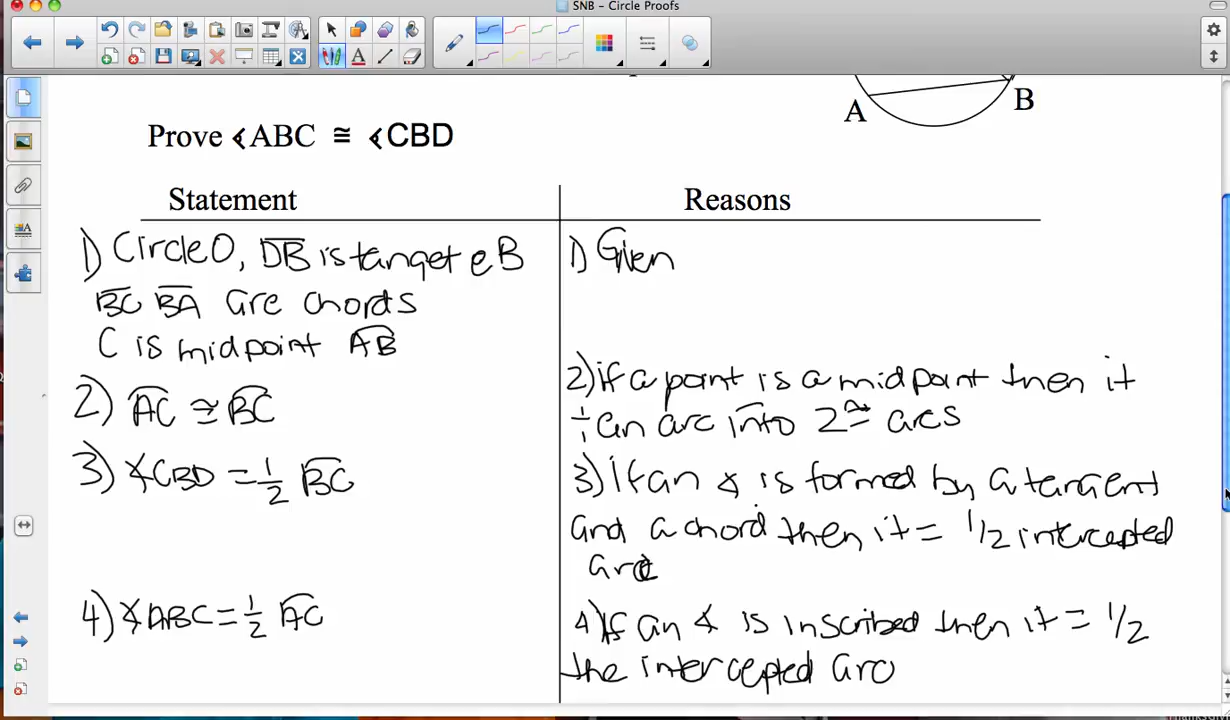 SNB - Circle Proofs
A
B
Prove ∢ABC ≅ ∢CBD
Statement
Reasons
1) Circle O, DB is tanget @ B
BC BA are chords
C is midpoint AB
1) Given
2) AC ≅ BC
2) if a point is a midpoint then it
÷ an arc into 2 ≅ arcs
3) ∢CBD = 1/2 BC
3) If an ∢ is formed by a tangent
and a chord then it = 1/2 intercepted
arc
4) ∢ABC = 1/2 AC
4) If an ∢ is inscribed then it = 1/2
the intercepted arc